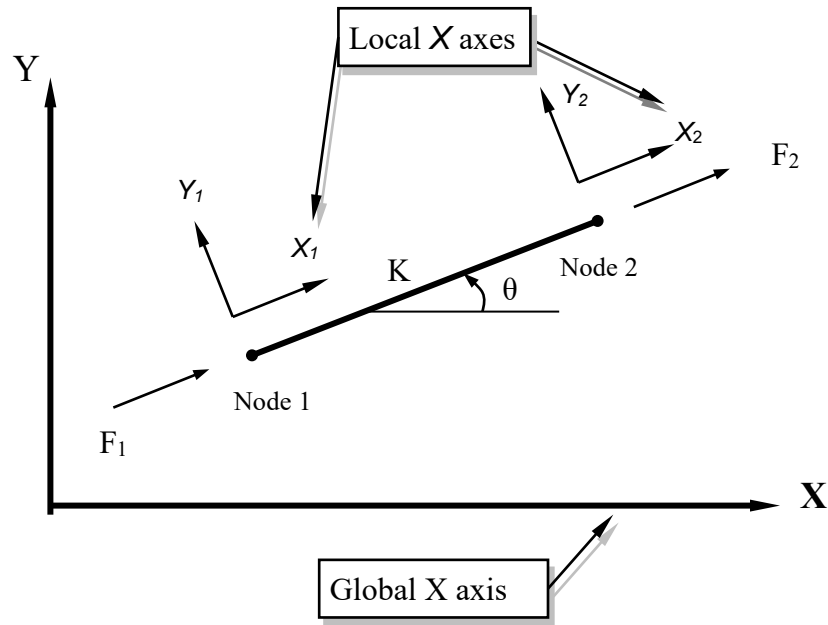 Local X axes
Y
Y₂
X₂
F₂
Y₁
X₁
Node 2
K
θ
Node 1
F₁
X
Global X axis